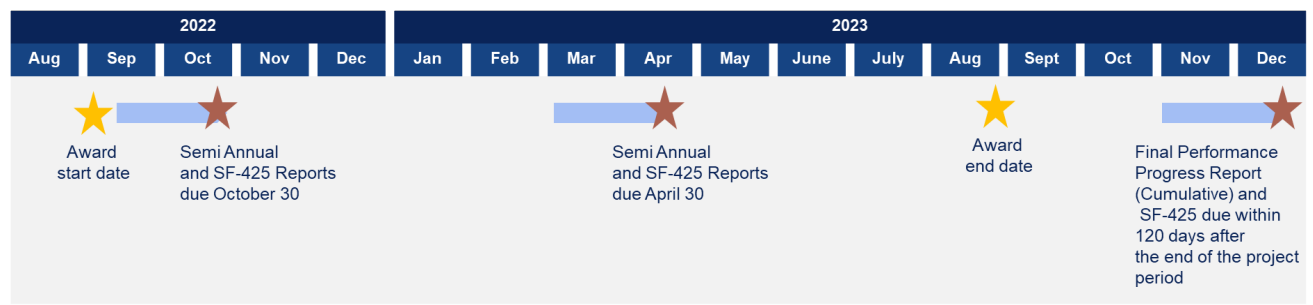 2022
2023
Aug
Sep
Oct
Nov
Dec
Jan
Feb
Mar
Apr
May
June
July
Aug
Sept
Oct
Nov
Dec
Award
start date
Semi Annual
and SF-425 Reports
due October 30
Semi Annual
and SF-425 Reports
due April 30
Award
end date
Final Performance
Progress Report
(Cumulative) and
SF-425 due within
120 days after
the end of the project
period